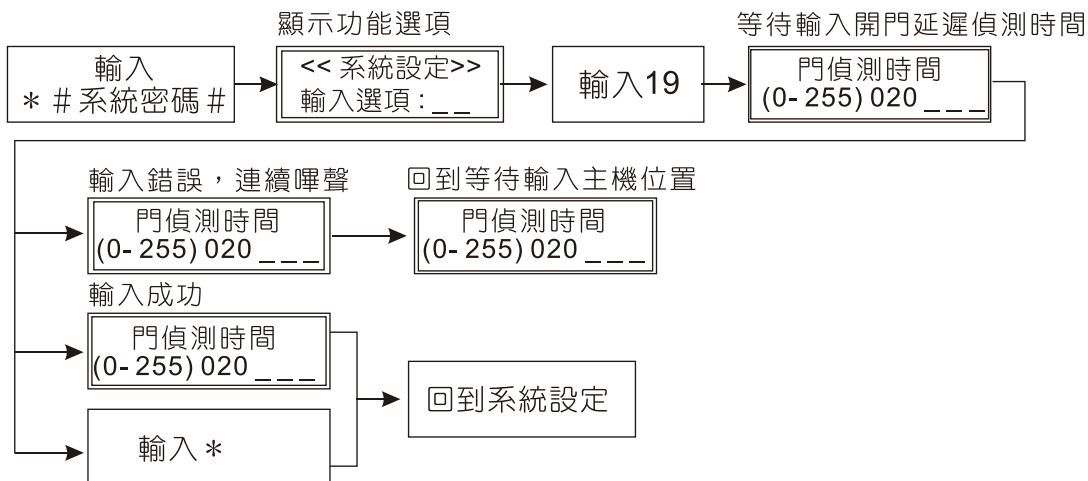 顯示功能選項
等待輸入開門延遲偵測時間
輸入
＊＃系統密碼＃
<< 系統設定>>
輸入選項 : _ _
輸入19
門偵測時間
(0- 255) 020 _ _ _
輸入錯誤，連續嗶聲
回到等待輸入主機位置
門偵測時間
(0- 255) 020 _ _ _
門偵測時間
(0- 255) 020 _ _ _
輸入成功
門偵測時間
(0- 255) 020 _ _ _
回到系統設定
輸入＊